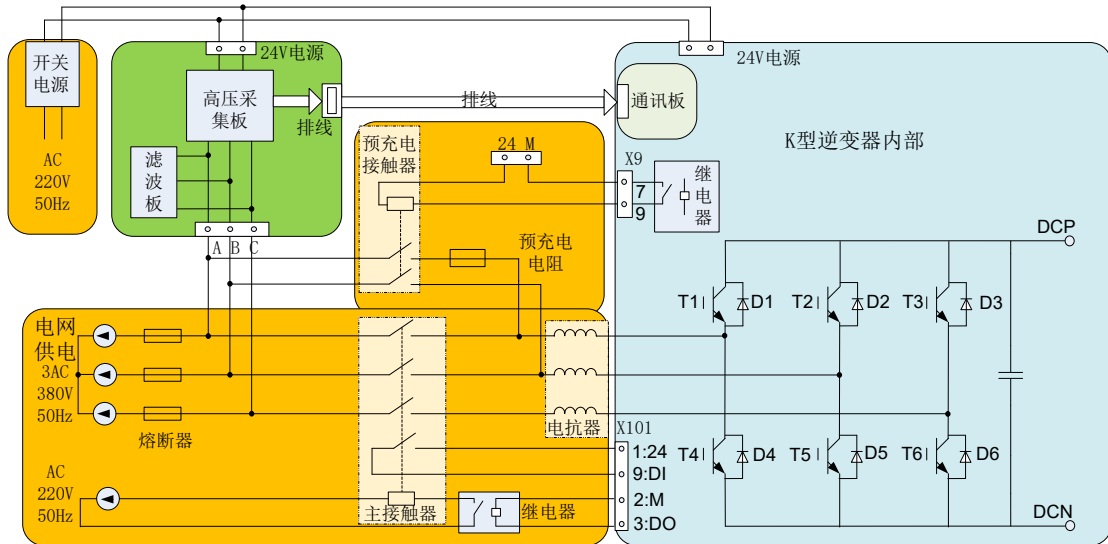 开关
电源
AC
220V
50Hz
24V电源
高压采
集板
排线
滤
波
板
A B C
排线
预充电
接触器
24 M
预充电
电阻
24V电源
通讯板
K型逆变器内部
X9
7
9
继
电
器
DCP
T1
D1
T2
D2
T3
D3
电网
供电
3AC
380V
50Hz
熔断器
电抗器
X101
1:24
9:DI
2:M
3:DO
T4
D4
T5
D5
T6
D6
AC
220V
50Hz
主接触器
继电器
DCN